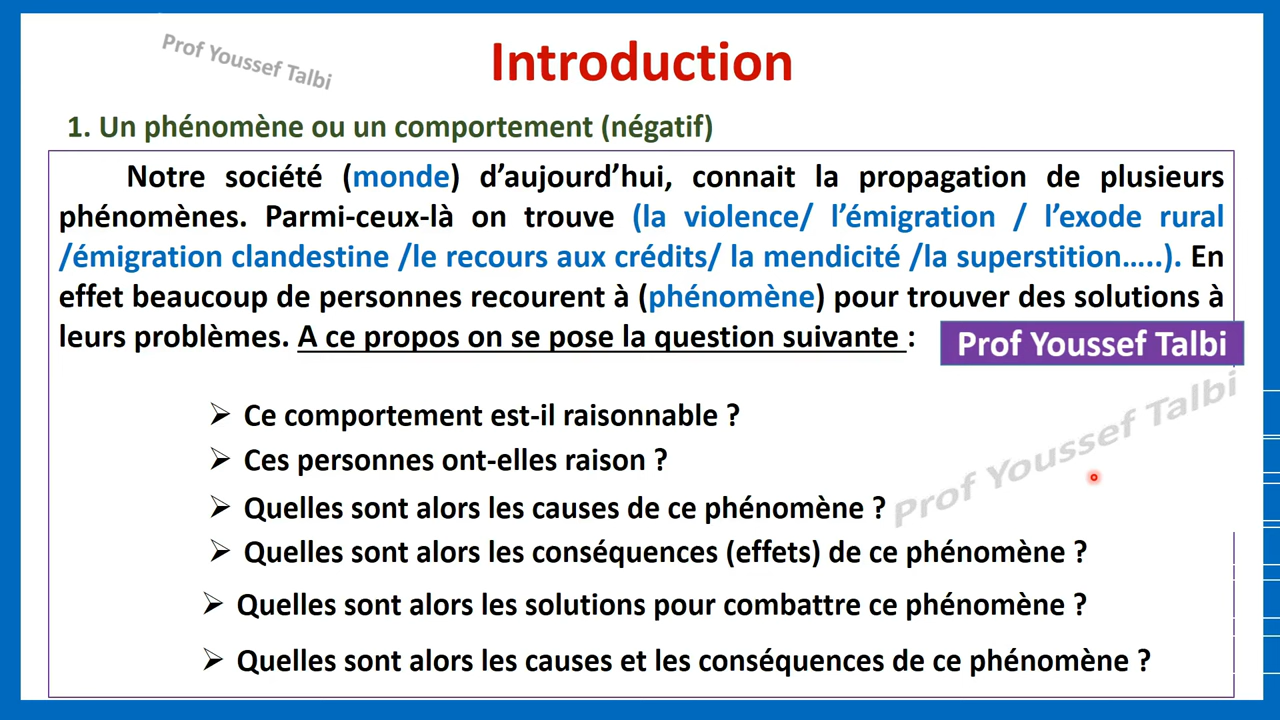 Prof Youssef Talbi
Introduction
1. Un phénomène ou un comportement (négatif)
Notre société (monde) d’aujourd’hui, connait la propagation de plusieurs
phénomènes. Parmi-ceux-là on trouve (la violence/ l’émigration / l’exode rural
/émigration clandestine /le recours aux crédits/ la mendicité /la superstition…..). En
effet beaucoup de personnes recourent à (phénomène) pour trouver des solutions à
leurs problèmes. A ce propos on se pose la question suivante :
Prof Youssef Talbi
➢ Ce comportement est-il raisonnable ?
➢ Ces personnes ont-elles raison ?
➢ Quelles sont alors les causes de ce phénomène ?
Prof Youssef Talbi
➢ Quelles sont alors les conséquences (effets) de ce phénomène ?
➢ Quelles sont alors les solutions pour combattre ce phénomène ?
➢ Quelles sont alors les causes et les conséquences de ce phénomène ?